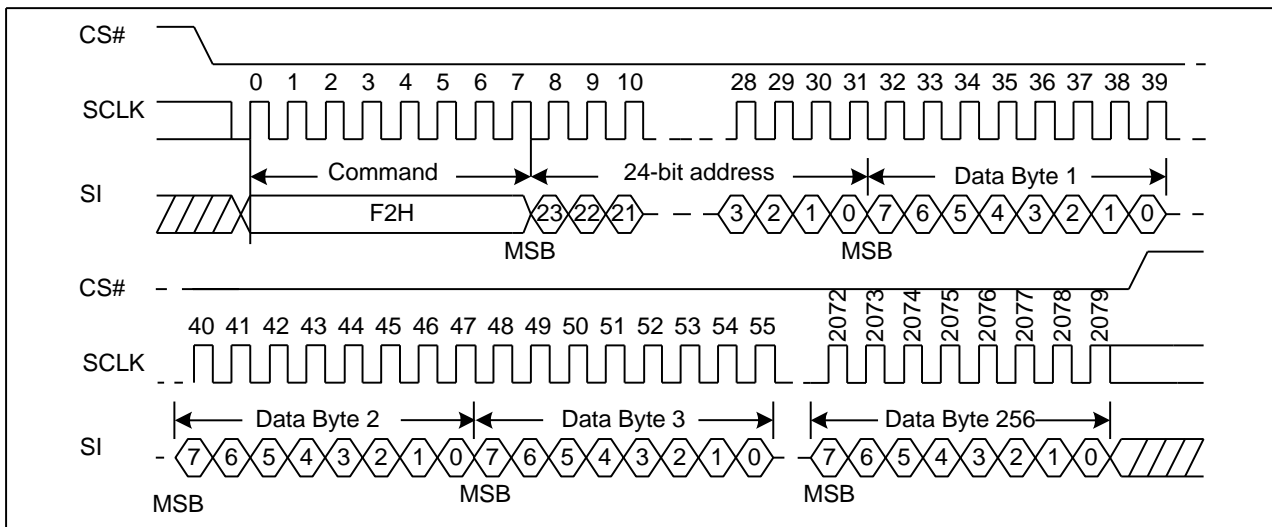 CS#
0 1 2 3 4 5 6 7 8 9 10 28 29 30 31 32 33 34 35 36 37 38 39
SCLK
Command 24-bit address Data Byte 1
SI
F2H 23 22 21 3 2 1 0 7 6 5 4 3 2 1 0
MSB MSB
CS#
40 41 42 43 44 45 46 47 48 49 50 51 52 53 54 55 2072 2073 2074 2075 2076 2077 2078 2079
SCLK
Data Byte 2 Data Byte 3 Data Byte 256
SI
7 6 5 4 3 2 1 0 7 6 5 4 3 2 1 0 7 6 5 4 3 2 1 0
MSB MSB MSB